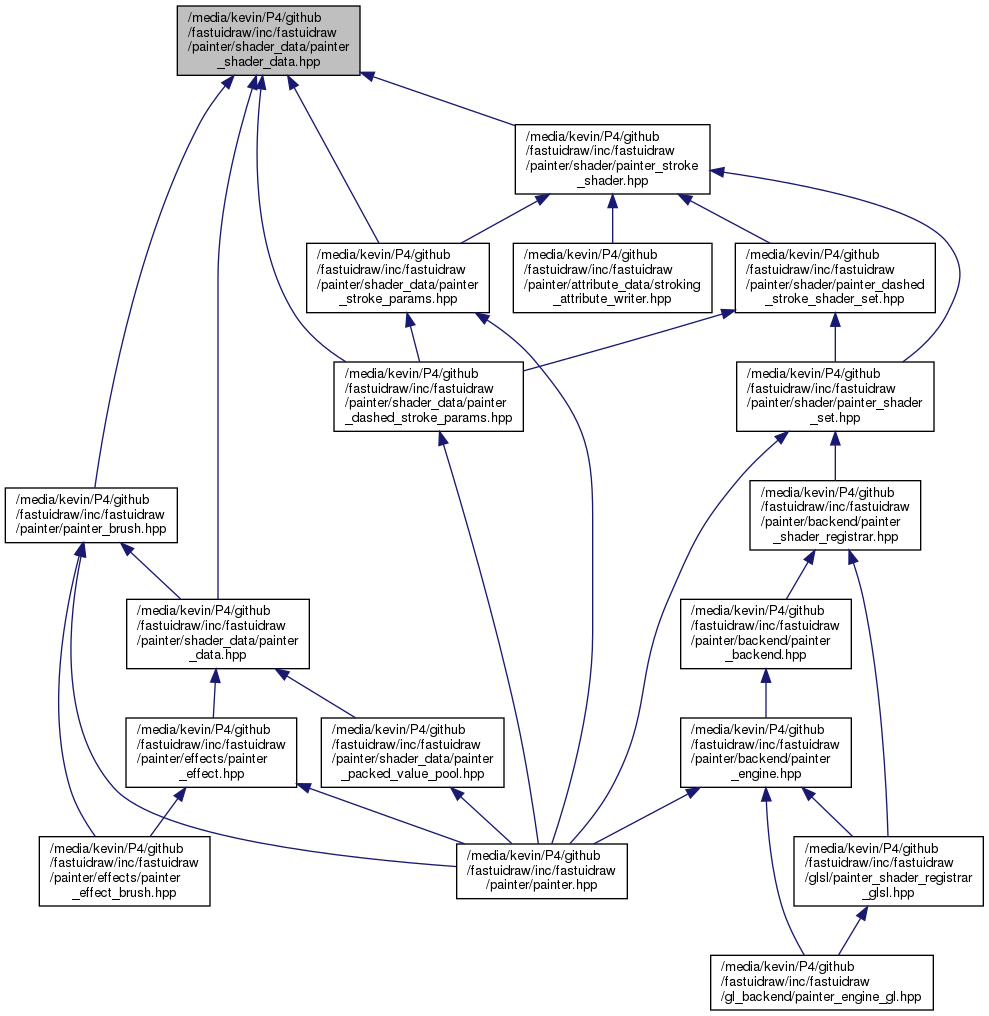 /media/kevin/P4/github
/fastuidraw/inc/fastuidraw
/painter/shader_data/painter
_shader_data.hpp
/media/kevin/P4/github
/fastuidraw/inc/fastuidraw
/painter/shader/painter_stroke
_shader.hpp
/media/kevin/P4/github
/fastuidraw/inc/fastuidraw
/painter/shader_data/painter
_stroke_params.hpp
/media/kevin/P4/github
/fastuidraw/inc/fastuidraw
/painter/attribute_data/stroking
_attribute_writer.hpp
/media/kevin/P4/github
/fastuidraw/inc/fastuidraw
/painter/shader/painter_dashed
_stroke_shader_set.hpp
/media/kevin/P4/github
/fastuidraw/inc/fastuidraw
/painter/shader_data/painter
_dashed_stroke_params.hpp
/media/kevin/P4/github
/fastuidraw/inc/fastuidraw
/painter/shader/painter_shader
_set.hpp
/media/kevin/P4/github
/fastuidraw/inc/fastuidraw
/painter/painter_brush.hpp
/media/kevin/P4/github
/fastuidraw/inc/fastuidraw
/painter/backend/painter
_shader_registrar.hpp
/media/kevin/P4/github
/fastuidraw/inc/fastuidraw
/painter/shader_data/painter
_data.hpp
/media/kevin/P4/github
/fastuidraw/inc/fastuidraw
/painter/backend/painter
_backend.hpp
/media/kevin/P4/github
/fastuidraw/inc/fastuidraw
/painter/effects/painter
_effect.hpp
/media/kevin/P4/github
/fastuidraw/inc/fastuidraw
/painter/shader_data/painter
_packed_value_pool.hpp
/media/kevin/P4/github
/fastuidraw/inc/fastuidraw
/painter/backend/painter
_engine.hpp
/media/kevin/P4/github
/fastuidraw/inc/fastuidraw
/painter/effects/painter
_effect_brush.hpp
/media/kevin/P4/github
/fastuidraw/inc/fastuidraw
/painter/painter.hpp
/media/kevin/P4/github
/fastuidraw/inc/fastuidraw
/glsl/painter_shader_registrar
_glsl.hpp
/media/kevin/P4/github
/fastuidraw/inc/fastuidraw
/gl_backend/painter_engine_gl.hpp